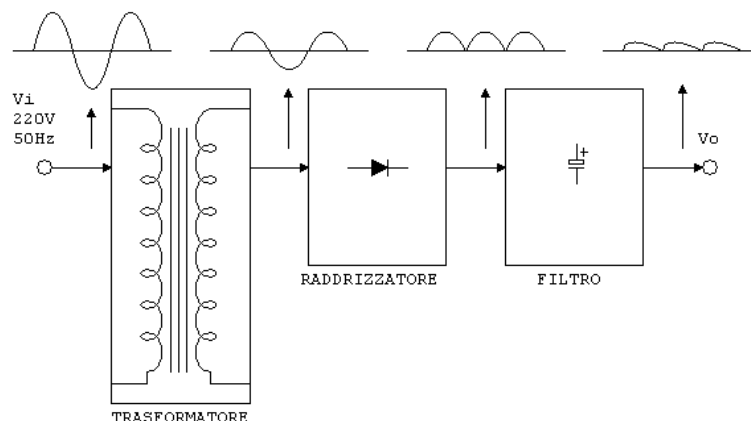 Vi
220V
50Hz
Vo
+
RADDRIZZATORE
FILTRO
TRASFORMATORE